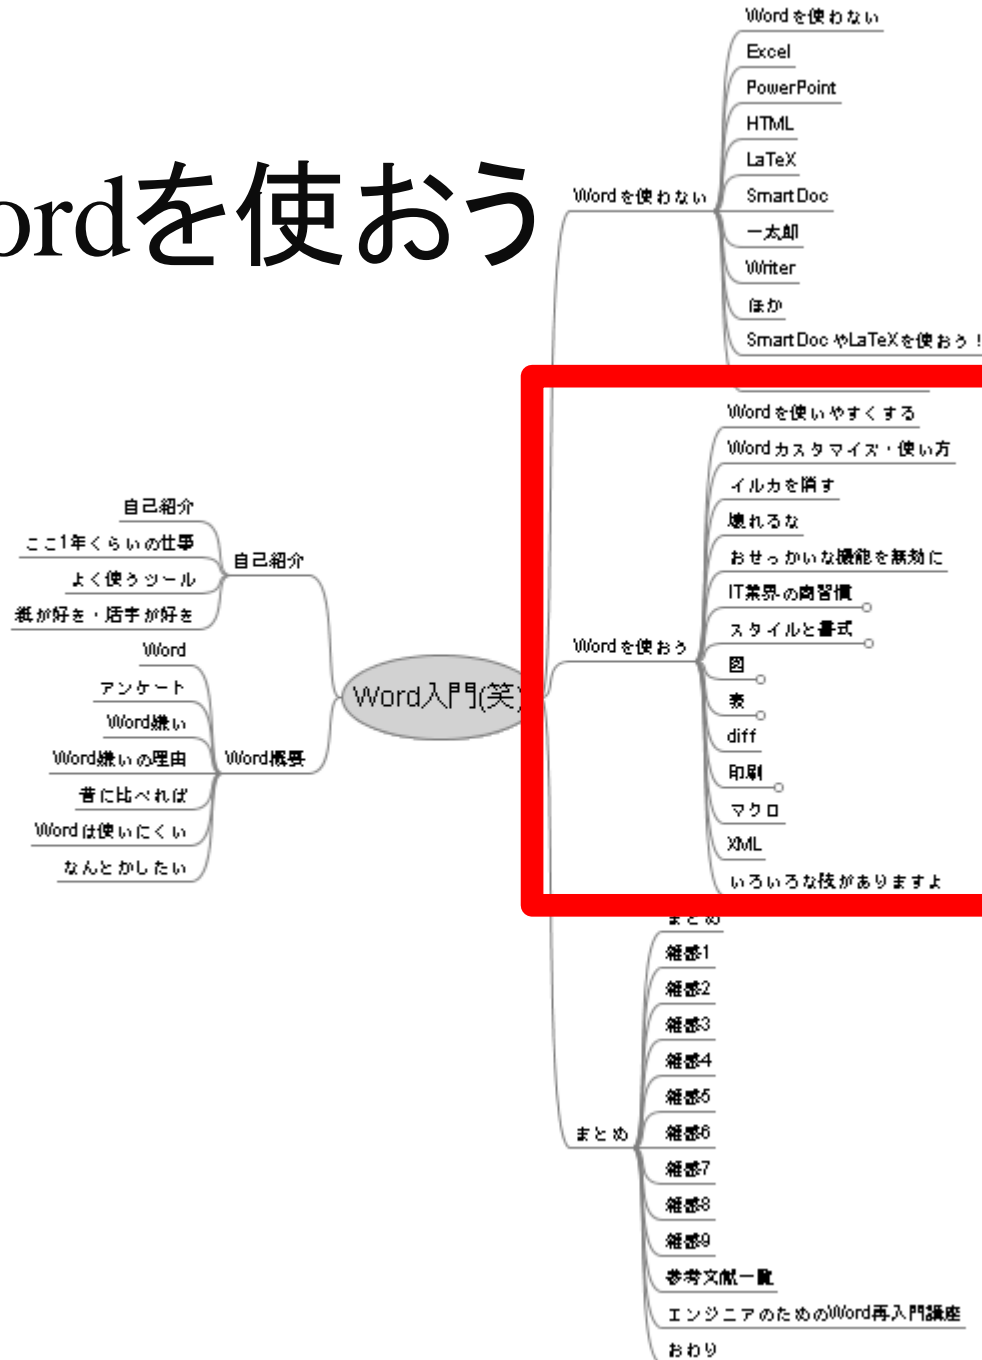 ordを使おう
Word入門(笑)
自己紹介
自己紹介
ここ1年くらいの仕事
よく使うツール
紙が好き・活字が好き
Word概要
Word
アンケート
Word嫌い
Word嫌いの理由
昔に比べれば
Wordは使いにくい
なんとかしたい
Wordを使わない
Wordを使わない
Excel
PowerPoint
HTML
LaTeX
SmartDoc
一太郎
Writer
ほか
SmartDocやLaTeXを使おう！
Wordを使おう
Wordを使いやすくする
Wordカスタマイズ・使い方
イルカを消す
壊れるな
おせっかいな機能を無効に
IT業界の商習慣
スタイルと書式
図
表
diff
印刷
マクロ
XML
いろいろな技がありますよ
まとめ
まとめ
雑感1
雑感2
雑感3
雑感4
雑感5
雑感6
雑感7
雑感8
雑感9
参考文献一覧
エンジニアのためのWord再入門講座
おわり